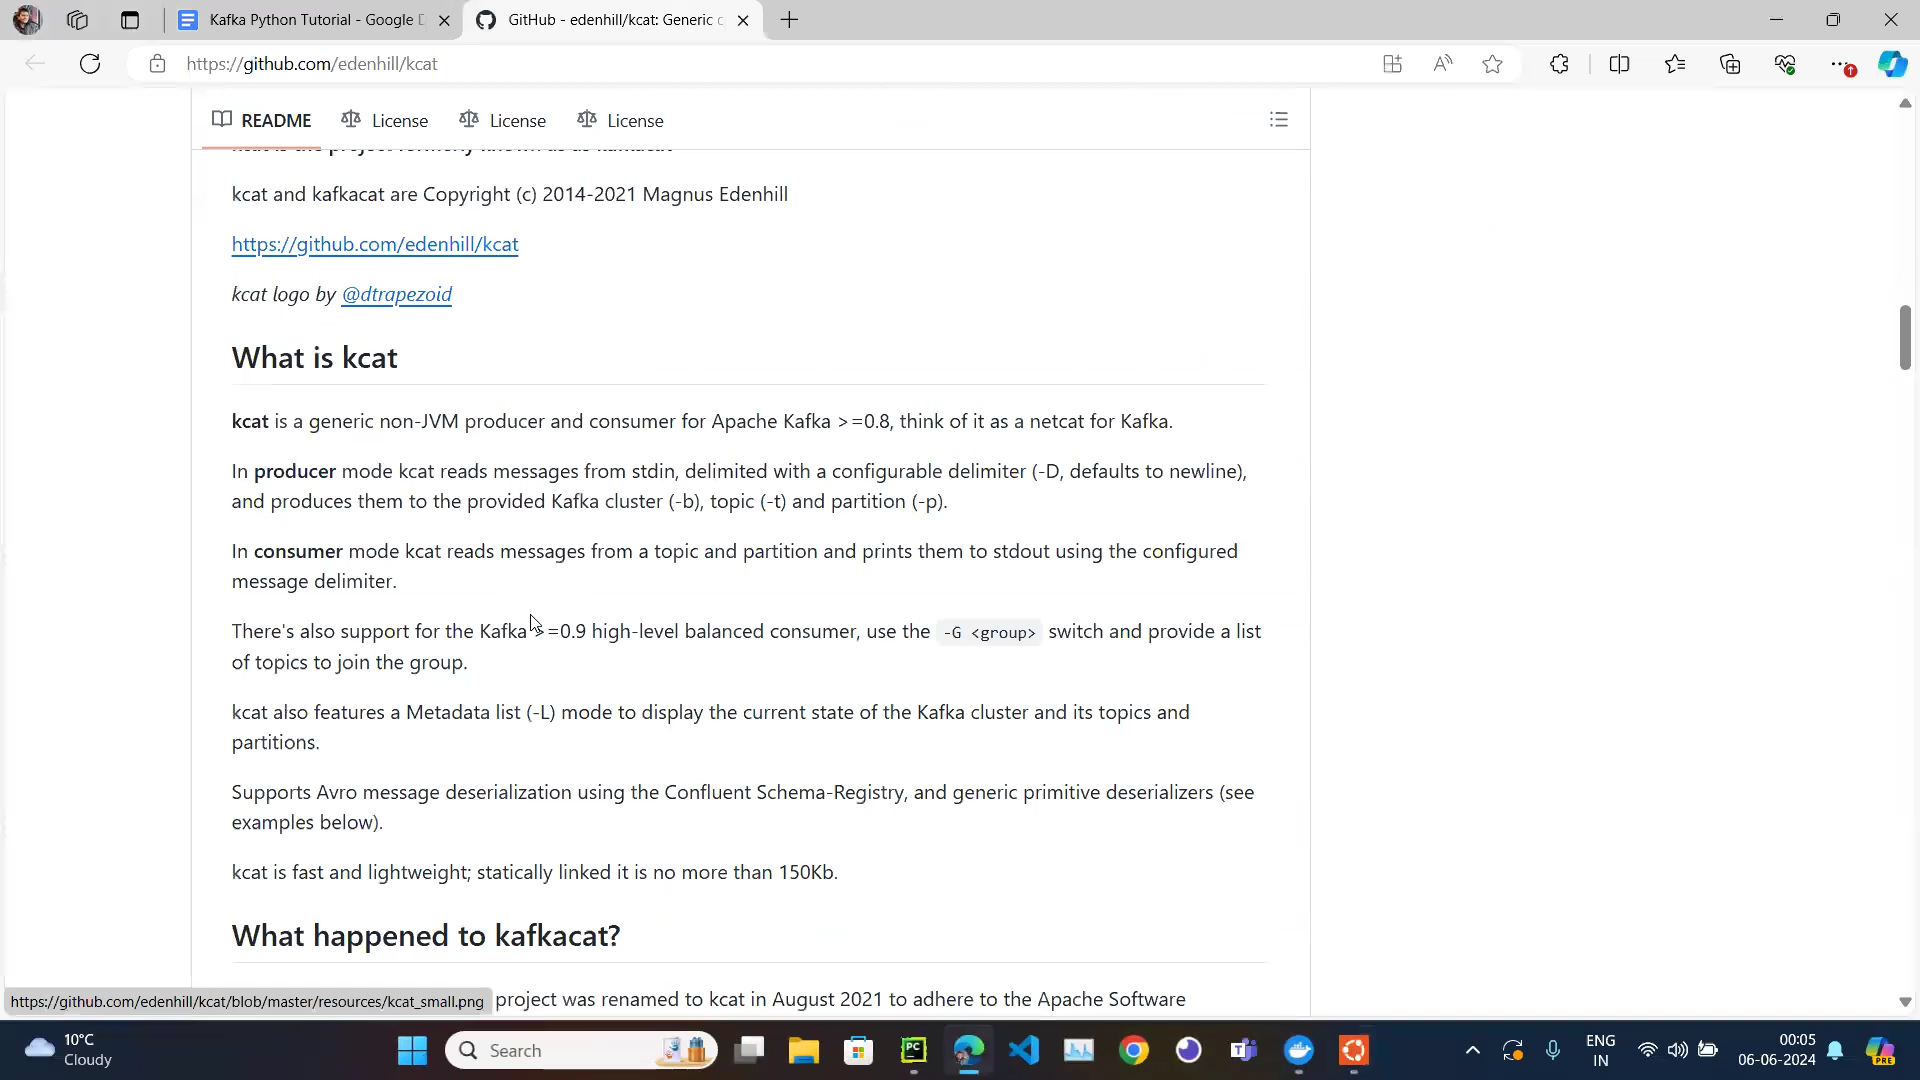 Kafka Python Tutorial - Google D
GitHub - edenhill/kcat: Generic c
https://github.com/edenhill/kcat
README
License
License
License
kcat is the project formerly known as as kafkacat
kcat and kafkacat are Copyright (c) 2014-2021 Magnus Edenhill
https://github.com/edenhill/kcat
kcat logo by @dtrapezoid
What is kcat
kcat is a generic non-JVM producer and consumer for Apache Kafka >=0.8, think of it as a netcat for Kafka.
In producer mode kcat reads messages from stdin, delimited with a configurable delimiter (-D, defaults to newline),
and produces them to the provided Kafka cluster (-b), topic (-t) and partition (-p).
In consumer mode kcat reads messages from a topic and partition and prints them to stdout using the configured
message delimiter.
There's also support for the Kafka >=0.9 high-level balanced consumer, use the -G <group> switch and provide a list
of topics to join the group.
kcat also features a Metadata list (-L) mode to display the current state of the Kafka cluster and its topics and
partitions.
Supports Avro message deserialization using the Confluent Schema-Registry, and generic primitive deserializers (see
examples below).
kcat is fast and lightweight; statically linked it is no more than 150Kb.
What happened to kafkacat?
https://github.com/edenhill/kcat/blob/master/resources/kcat_small.png
project was renamed to kcat in August 2021 to adhere to the Apache Software
10°C
Cloudy
Search
PC
ENG
IN
00:05
06-06-2024
PRE